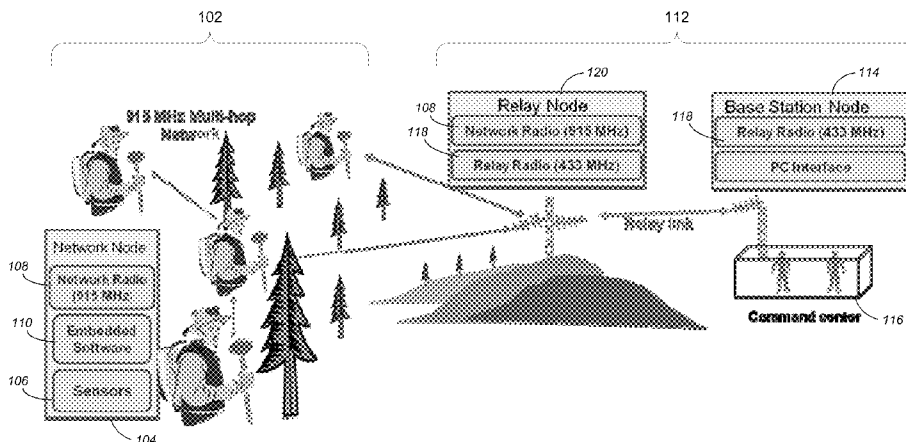 102
112
120
114
915 MHz Multi-hop
Network
108
118
Relay Node
Network Radio (915 MHz)
Relay Radio (433 MHz)
118
Base Station Node
Relay Radio (433 MHz)
PC Interface
Relay link
Network Node
108
Network Radio
(915 MHz
110
Embedded
Software
106
Sensors
104
Command center
116